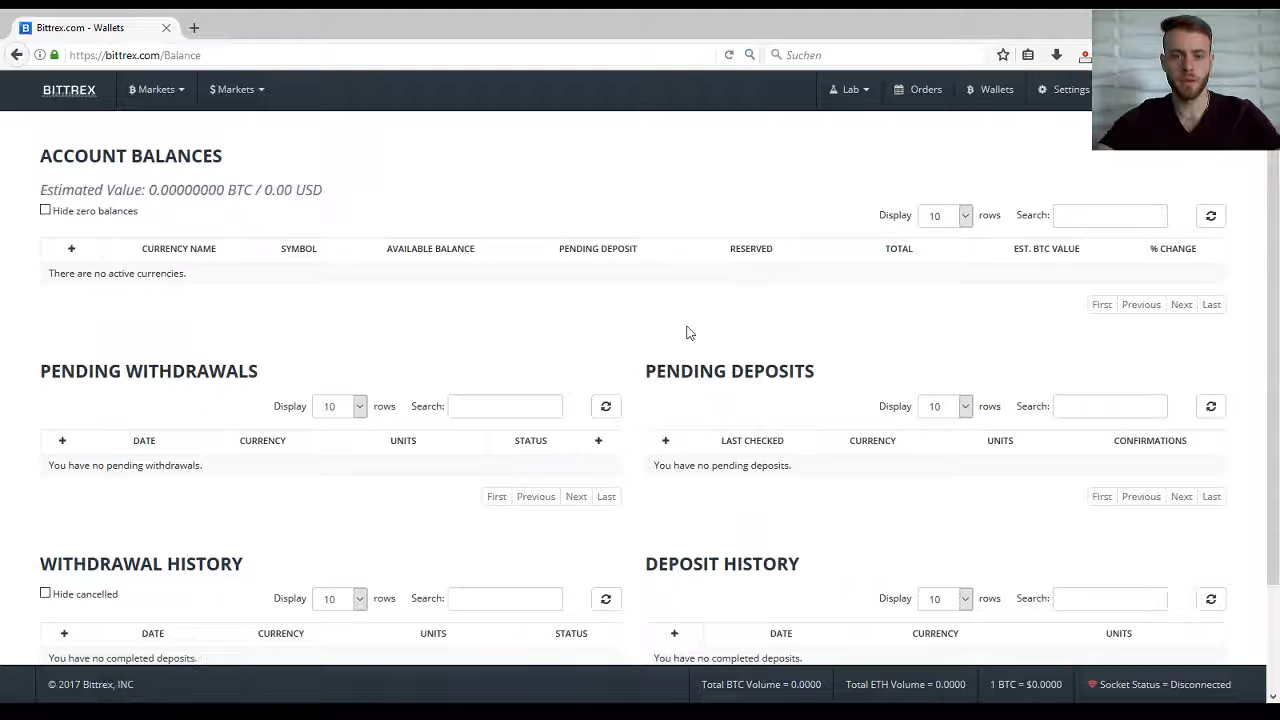 Bittrex.com - Wallets
https://bittrex.com/Balance
Suchen
BITTREX
Markets
$ Markets
Lab
Orders
Wallets
Settings
ACCOUNT BALANCES
Estimated Value: 0.00000000 BTC / 0.00 USD
Hide zero balances
Display 10 rows Search:
CURRENCY NAME SYMBOL AVAILABLE BALANCE PENDING DEPOSIT RESERVED TOTAL EST. BTC VALUE % CHANGE
There are no active currencies.
First Previous Next Last
PENDING WITHDRAWALS
Display 10 rows Search:
DATE CURRENCY UNITS STATUS
You have no pending withdrawals.
First Previous Next Last
PENDING DEPOSITS
Display 10 rows Search:
LAST CHECKED CURRENCY UNITS CONFIRMATIONS
You have no pending deposits.
First Previous Next Last
WITHDRAWAL HISTORY
Hide cancelled
Display 10 rows Search:
DATE CURRENCY UNITS STATUS
You have no completed deposits.
DEPOSIT HISTORY
Display 10 rows Search:
DATE CURRENCY UNITS
You have no completed deposits.
© 2017 Bittrex, INC
Total BTC Volume = 0.0000
Total ETH Volume = 0.0000
1 BTC = $0.0000
Socket Status = Disconnected